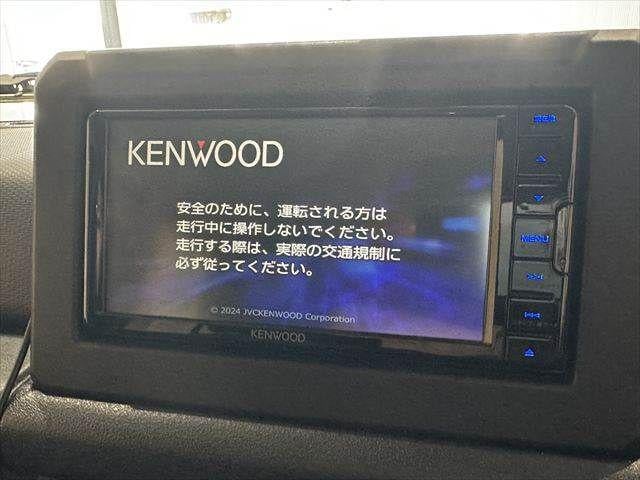 KENWOOD
安全のために、運転される方は
走行中に操作しないでください。
走行する際は、実際の交通規制に
必ず従ってください。
© 2024 JVCKENWOOD Corporation
KENWOOD
MENU